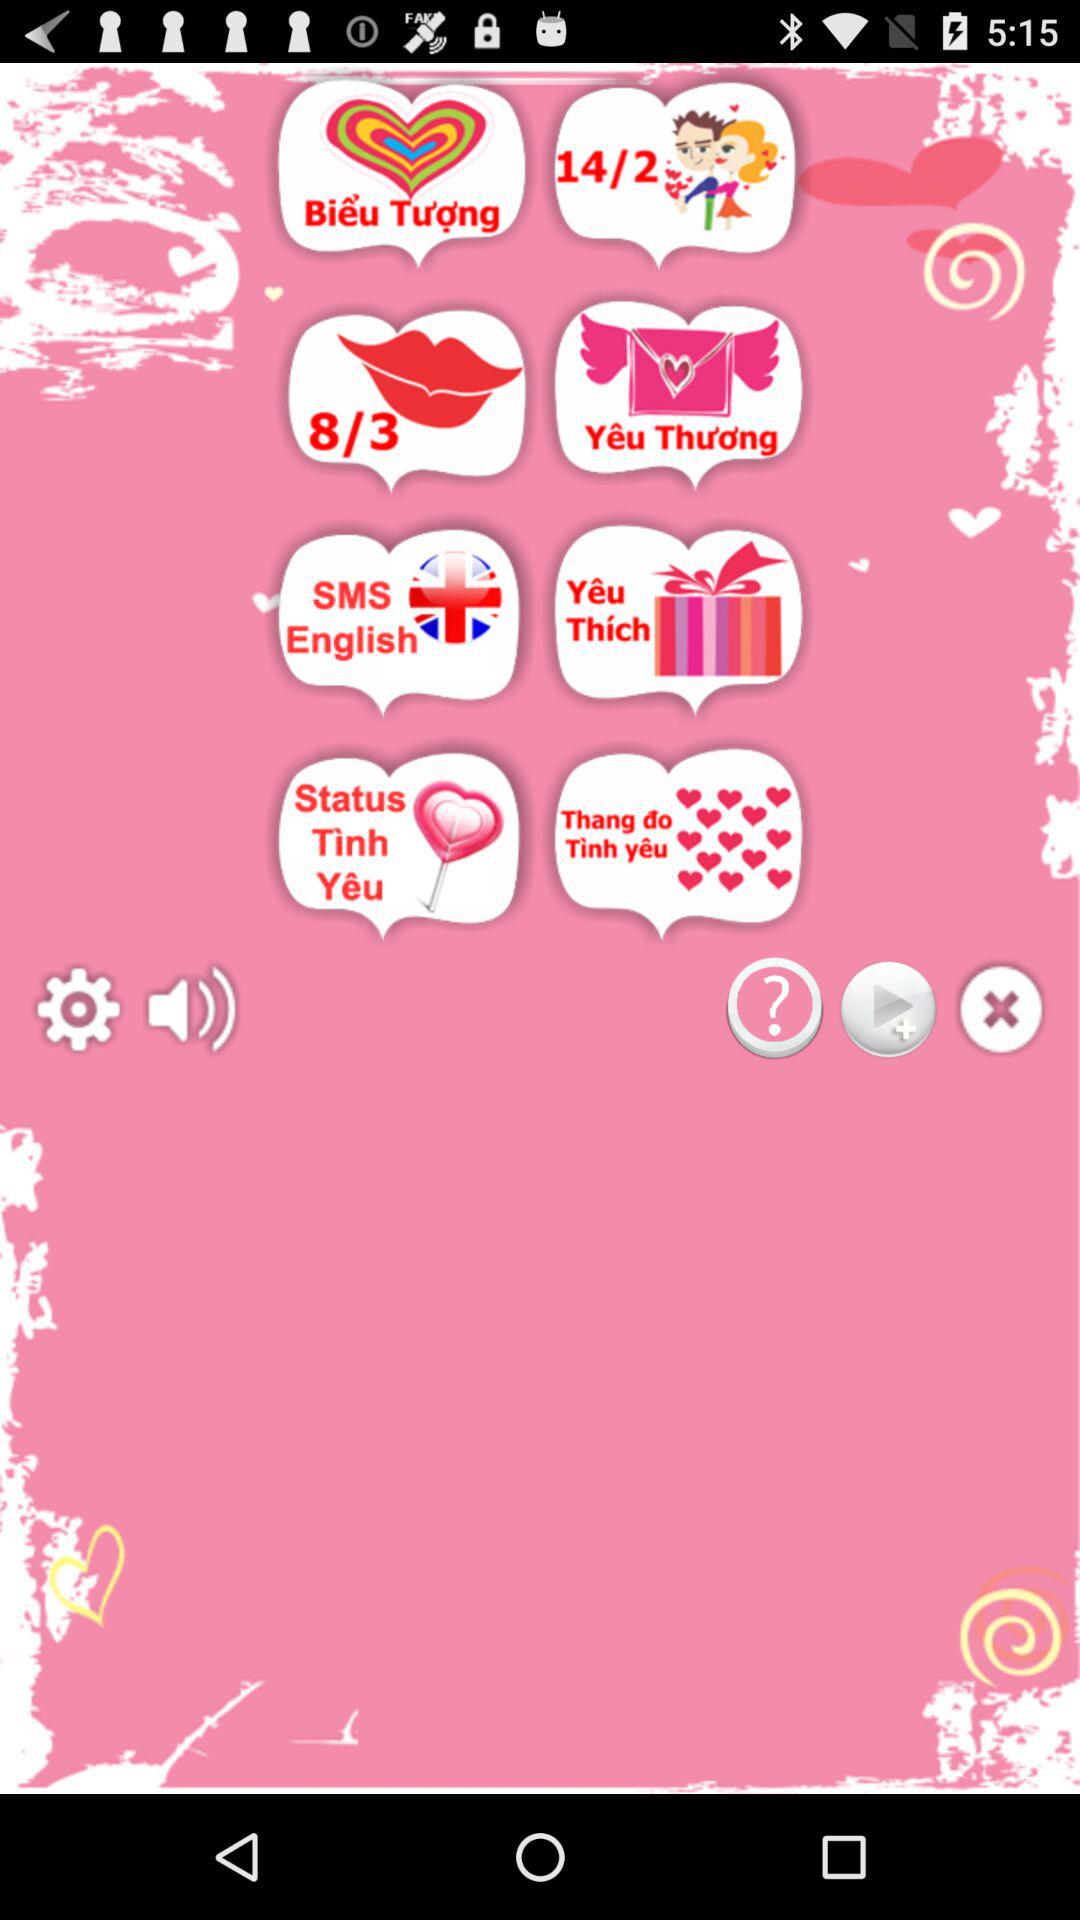 FAKE
5:15
Biểu Tượng
14/2
8/3
Yêu Thương
SMS
English
Yêu
Thích
Status
Tình
Yêu
Thang đo
Tình yêu
?